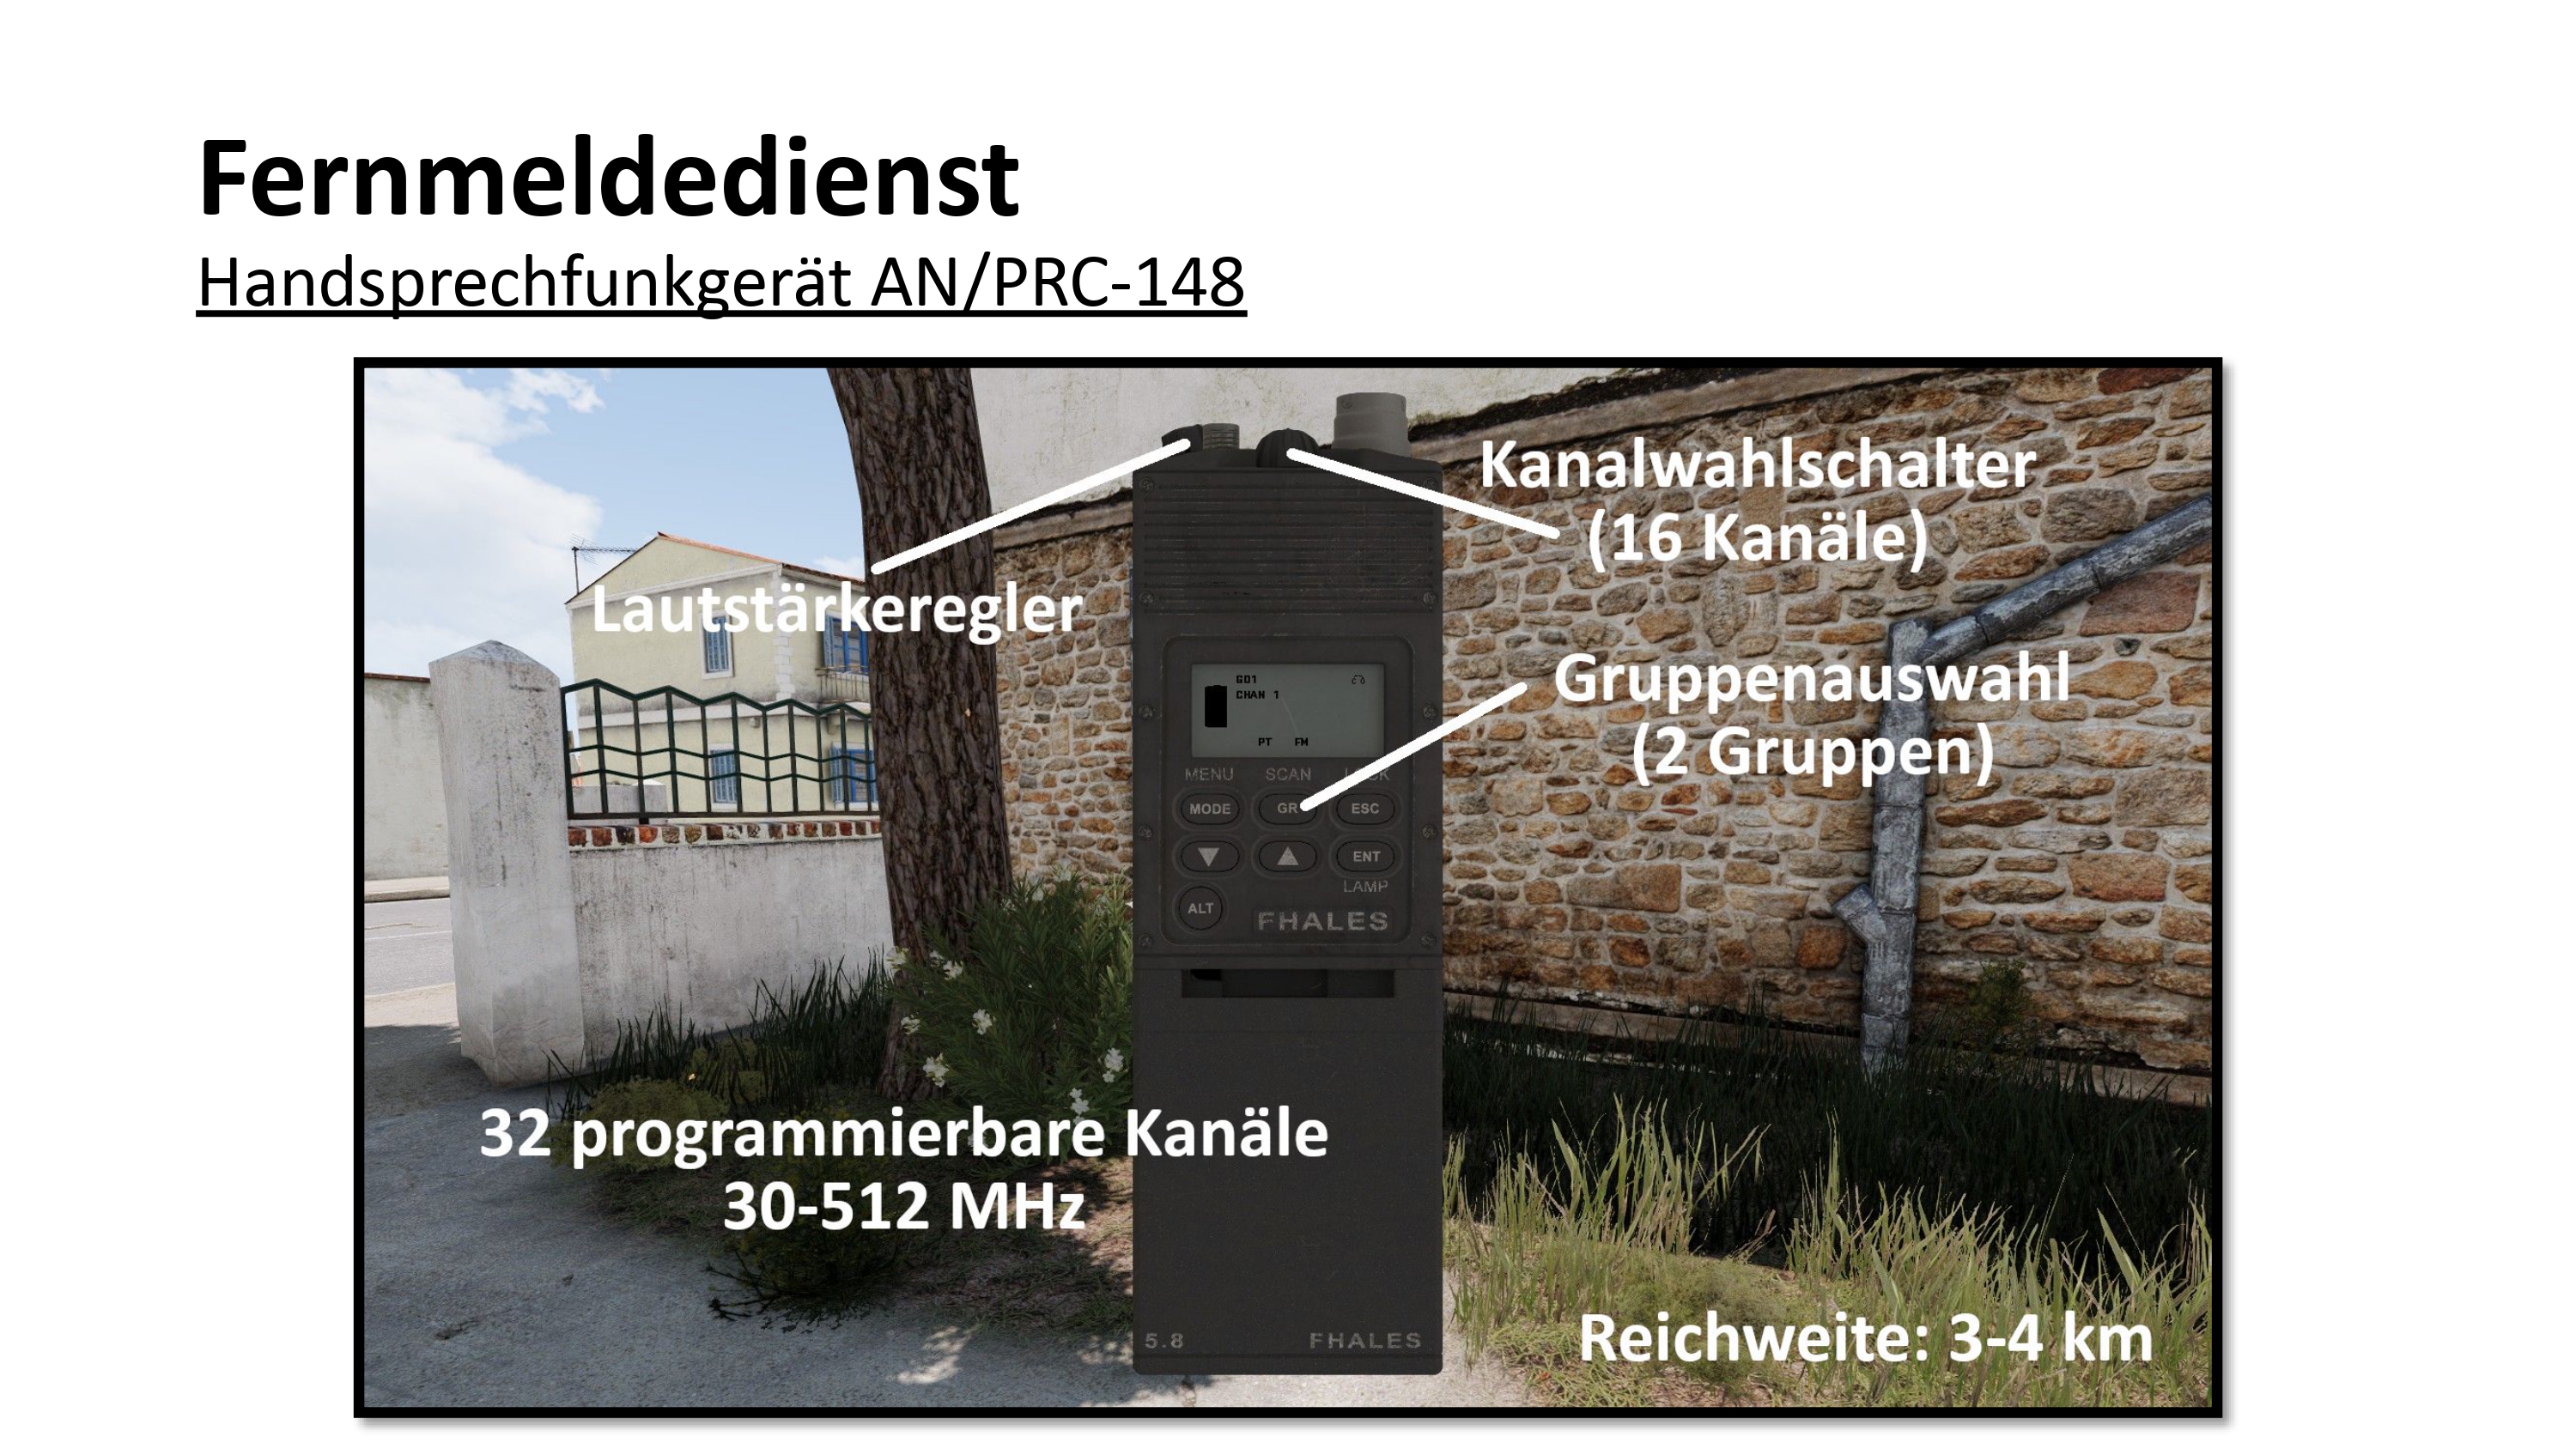 Fernmeldedienst
Handsprechfunkgerät AN/PRC-148
Kanalwahlschalter
(16 Kanäle)
Lautstärkeregler
Gruppenauswahl
(2 Gruppen)
G01
CHAN 1
PT FM
MENU SCAN
MODE GR ESC
ENT
LAMP
ALT
FHALES
32 programmierbare Kanäle
30-512 MHz
5.8 FHALES
Reichweite: 3-4 km